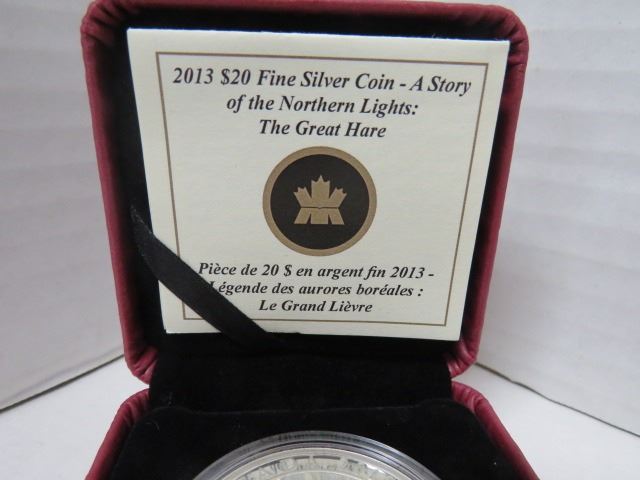 2013 $20 Fine Silver Coin - A Story
of the Northern Lights:
The Great Hare
Pièce de 20 $ en argent fin 2013 -
Légende des aurores boréales :
Le Grand Lièvre